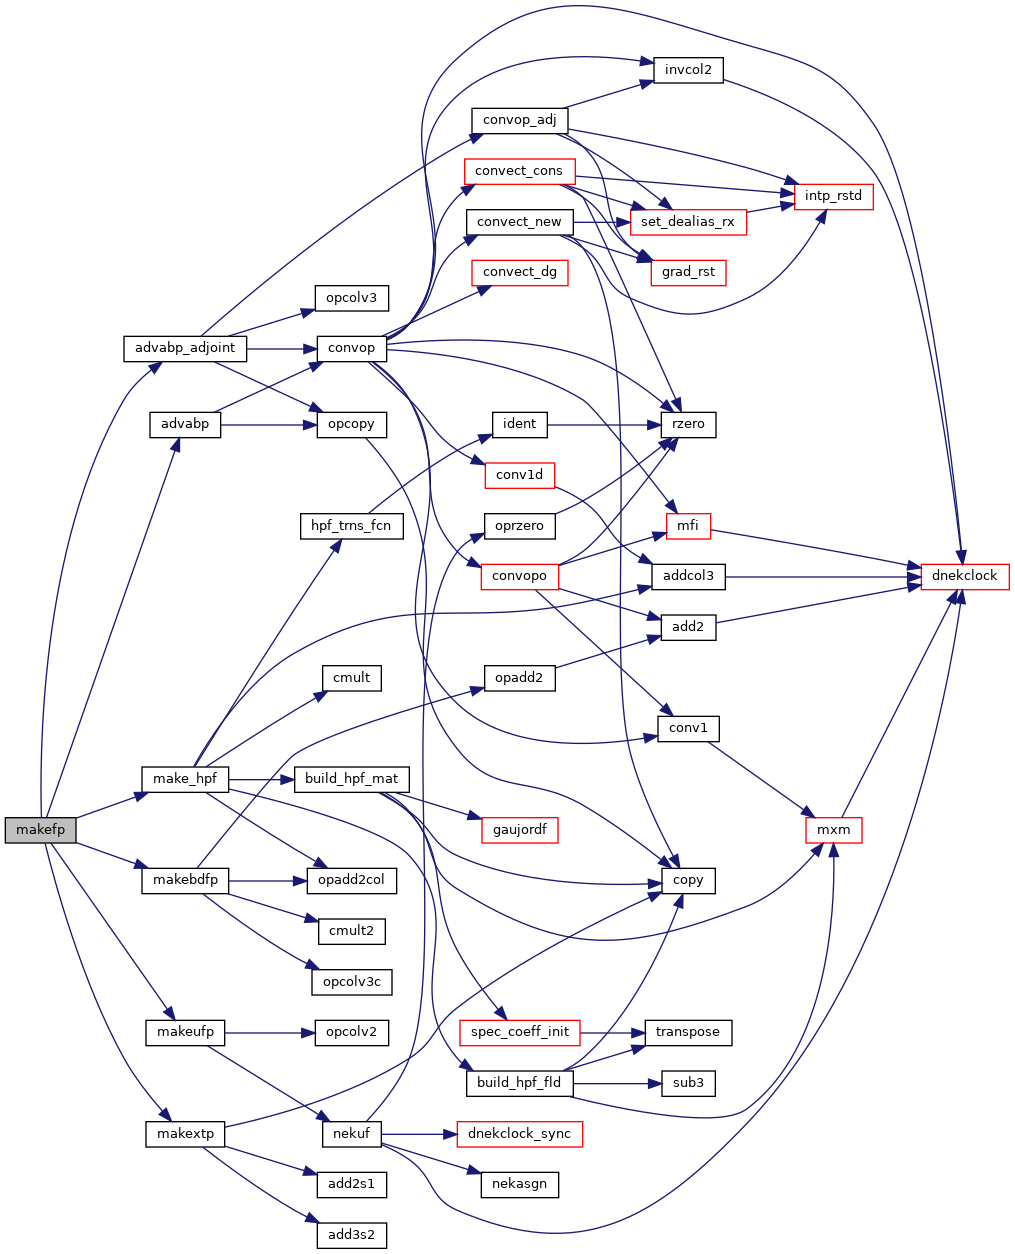 invcol2
convop_adj
convect_cons
intp_rstd
convect_new
set_dealias_rx
convect_dg
grad_rst
opcolv3
advabp_adjoint
convop
advabp
opcopy
ident
rzero
conv1d
hpf_trns_fcn
oprzero
mfi
convopo
addcol3
dnekclock
add2
cmult
opadd2
conv1
make_hpf
build_hpf_mat
makefp
gaujordf
mxm
makebdfp
opadd2col
copy
cmult2
opcolv3c
makeufp
opcolv2
spec_coeff_init
transpose
build_hpf_fld
sub3
makextp
nekuf
dnekclock_sync
add2s1
nekasgn
add3s2